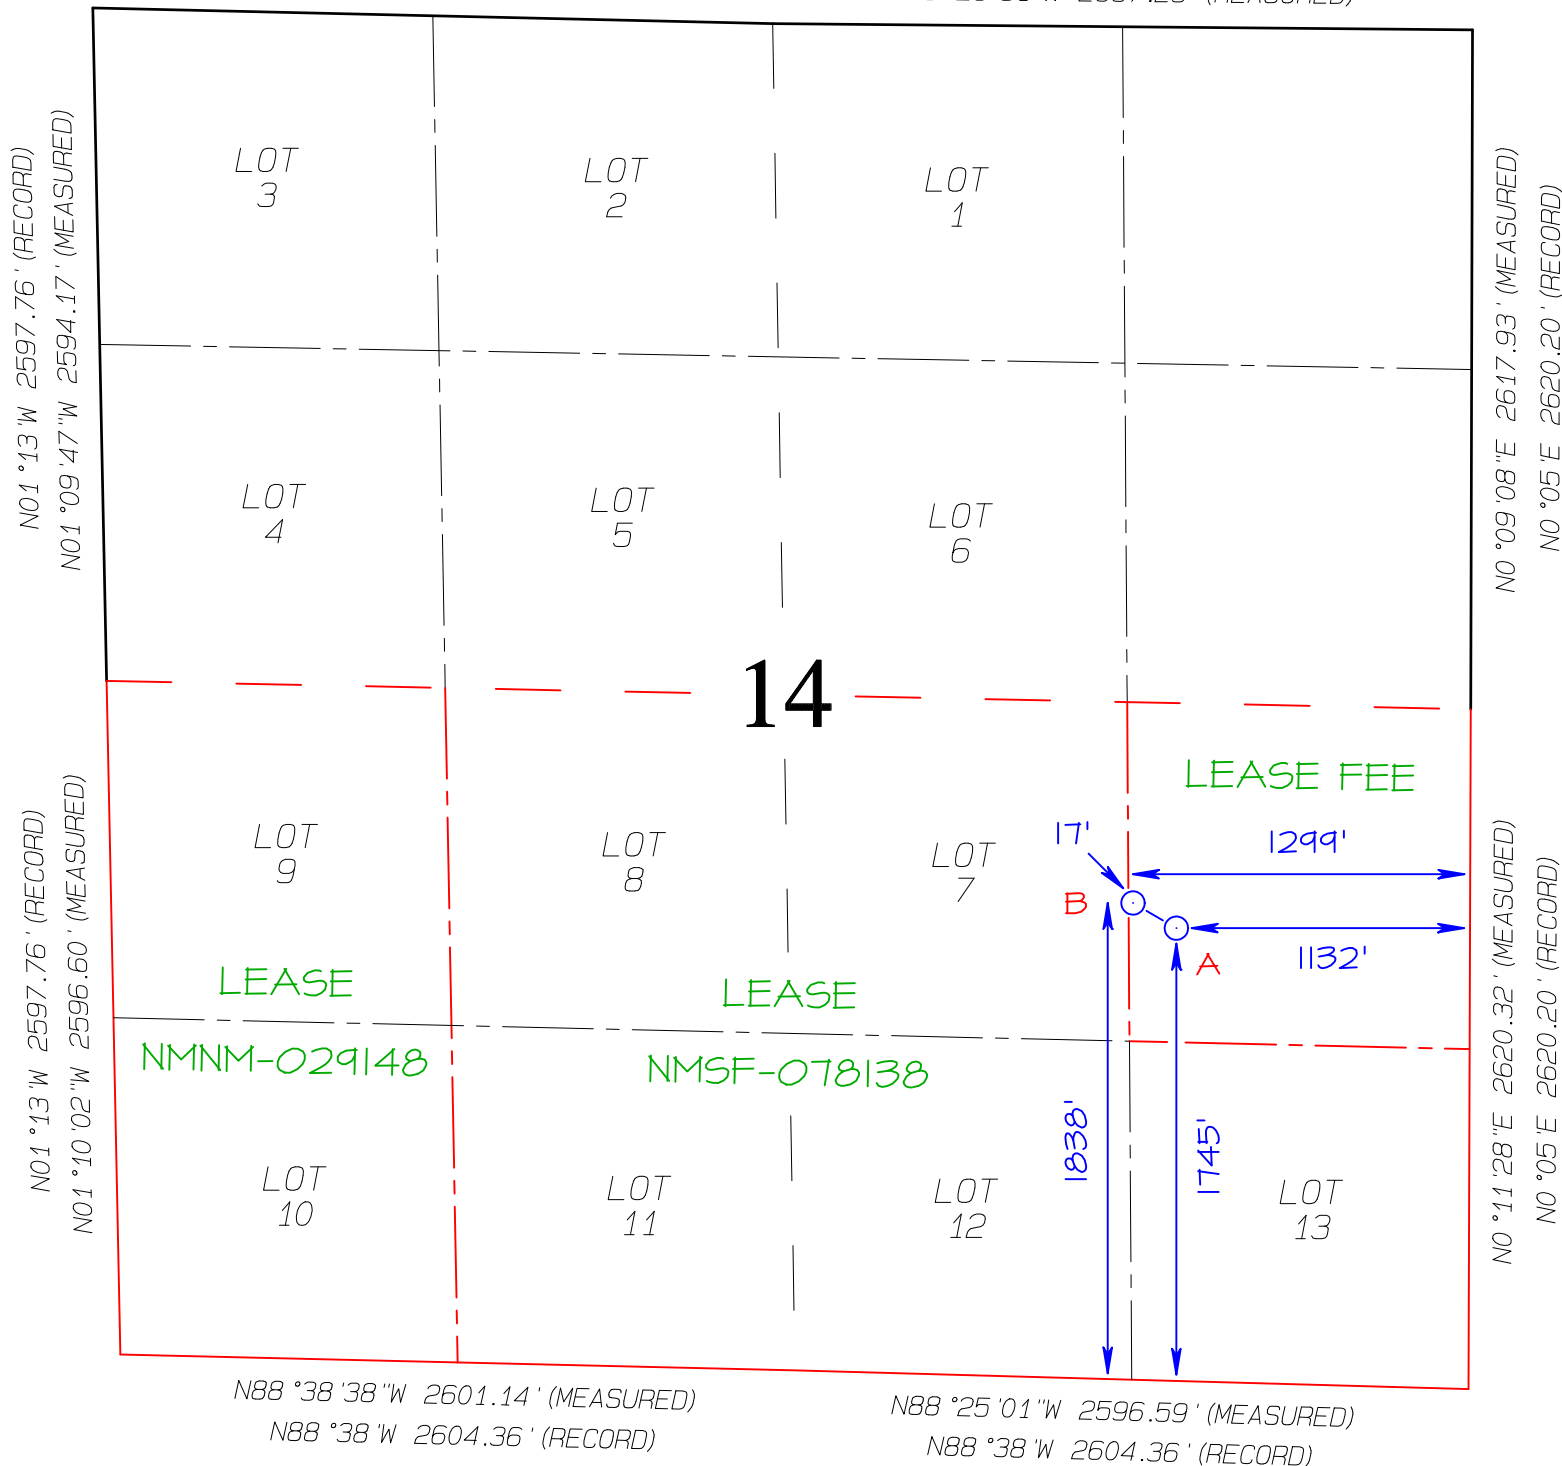 (MEASURED)
LOT
3
LOT
2
LOT
1
N01°13'W 2597.76' (RECORD)
N01°09'47"W 2594.17' (MEASURED)
N0°09'08"E 2617.93' (MEASURED)
N0°05'E 2620.20' (RECORD)
LOT
4
LOT
5
LOT
6
14
LEASE FEE
LOT
9
LOT
8
LOT
7
17'
1299'
B
A
1132'
LEASE
NMNM-029148
LEASE
NMSF-078138
N01°13'W 2597.76' (RECORD)
N01°10'02"W 2596.60' (MEASURED)
N0°11'28"E 2620.32' (MEASURED)
N0°05'E 2620.20' (RECORD)
1838'
1745'
LOT
10
LOT
11
LOT
12
LOT
13
N88°38'38"W 2601.14' (MEASURED)
N88°38'W 2604.36' (RECORD)
N88°25'01"W 2596.59' (MEASURED)
N88°38'W 2604.36' (RECORD)